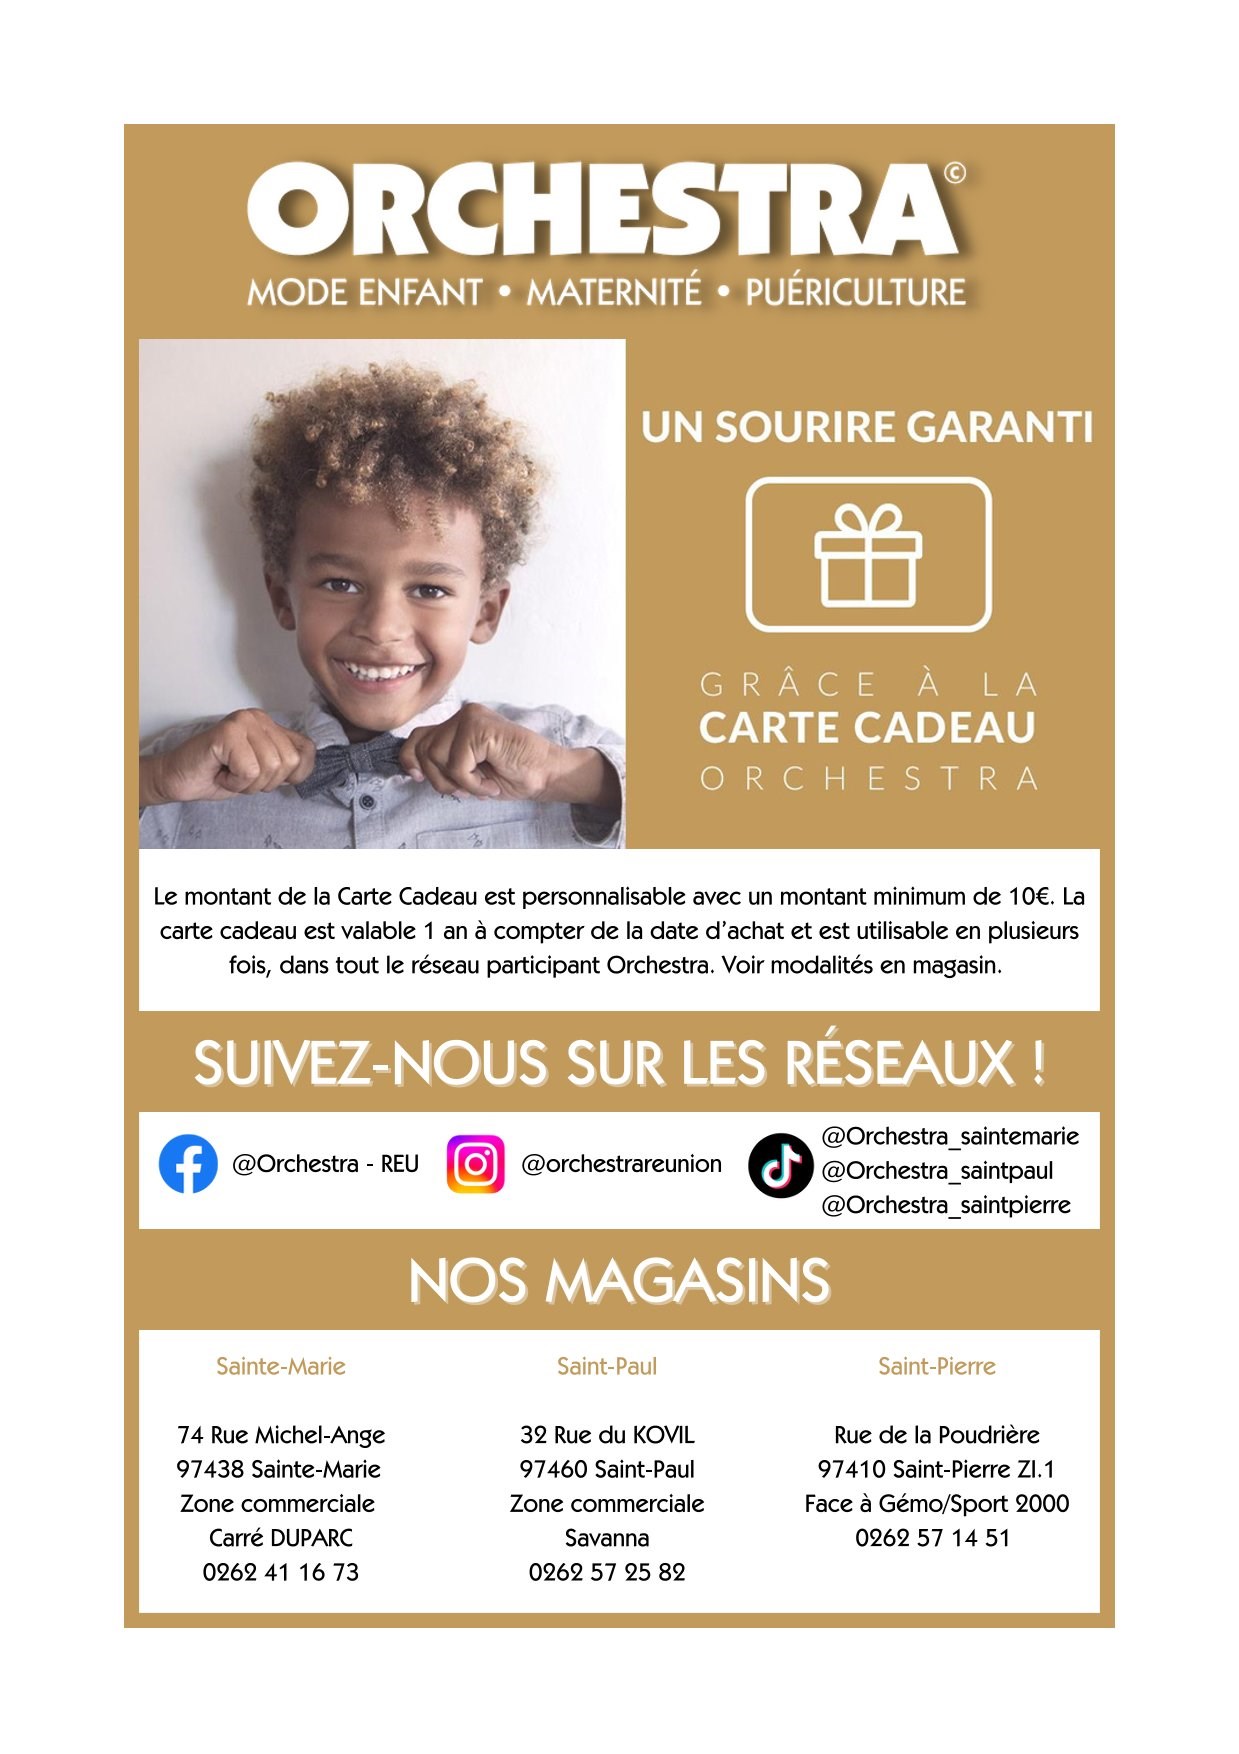 ORCHESTRA©
MODE ENFANT • MATERNITÉ • PUÉRICULTURE
UN SOURIRE GARANTI
GRÂCE À LA
CARTE CADEAU
ORCHESTRA
Le montant de la Carte Cadeau est personnalisable avec un montant minimum de 10€. La
carte cadeau est valable 1 an à compter de la date d'achat et est utilisable en plusieurs
fois, dans tout le réseau participant Orchestra. Voir modalités en magasin.
SUIVEZ-NOUS SUR LES RÉSEAUX !
@Orchestra - REU
@orchestrareunion
@Orchestra_saintemarie
@Orchestra_saintpaul
@Orchestra_saintpierre
NOS MAGASINS
Sainte-Marie
74 Rue Michel-Ange
97438 Sainte-Marie
Zone commerciale
Carré DUPARC
0262 41 16 73
Saint-Paul
32 Rue du KOVIL
97460 Saint-Paul
Zone commerciale
Savanna
0262 57 25 82
Saint-Pierre
Rue de la Poudrière
97410 Saint-Pierre ZI.1
Face à Gémo/Sport 2000
0262 57 14 51